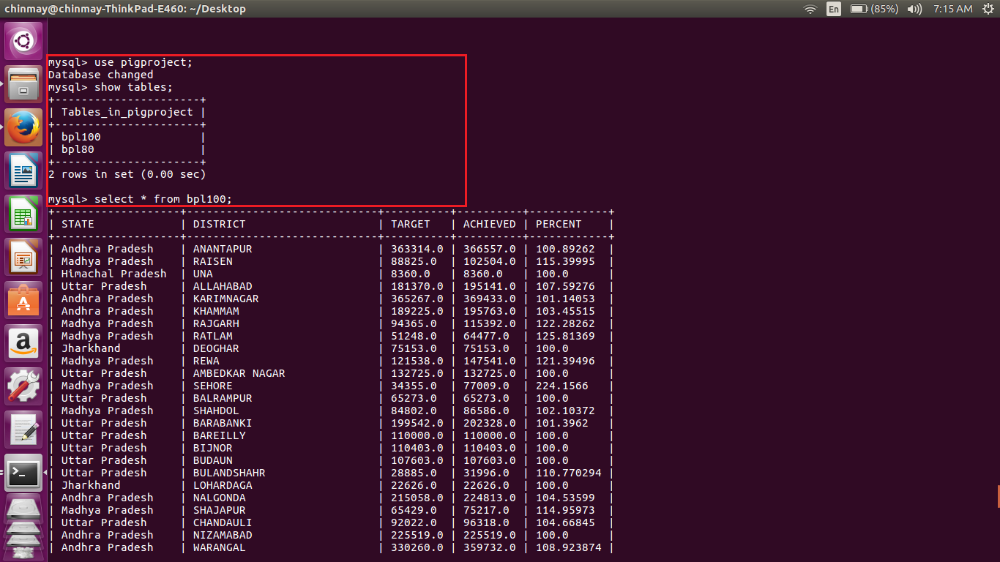 chinmay@chinmay-ThinkPad-E460: ~/Desktop En (85%) 7:15 AM
mysql> use pigproject;
Database changed
mysql> show tables;
+----------------------+
| Tables_in_pigproject |
+----------------------+
| bpl100               |
| bpl80                |
+----------------------+
2 rows in set (0.00 sec)
mysql> select * from bpl100;
+-------------------+-----------------------------+----------+----------+------------+
| STATE             | DISTRICT                    | TARGET   | ACHIEVED | PERCENT    |
+-------------------+-----------------------------+----------+----------+------------+
| Andhra Pradesh    | ANANTAPUR                   | 363314.0 | 366557.0 | 100.89262  |
| Madhya Pradesh    | RAISEN                      | 88825.0  | 102504.0 | 115.39995  |
| Himachal Pradesh  | UNA                         | 8360.0   | 8360.0   | 100.0      |
| Uttar Pradesh     | ALLAHABAD                   | 181370.0 | 195141.0 | 107.59276  |
| Andhra Pradesh    | KARIMNAGAR                  | 365267.0 | 369433.0 | 101.14053  |
| Andhra Pradesh    | KHAMMAM                     | 189225.0 | 195763.0 | 103.45515  |
| Madhya Pradesh    | RAJGARH                     | 94365.0  | 115392.0 | 122.28262  |
| Madhya Pradesh    | RATLAM                      | 51248.0  | 64477.0  | 125.81369  |
| Jharkhand         | DEOGHAR                     | 75153.0  | 75153.0  | 100.0      |
| Madhya Pradesh    | REWA                        | 121538.0 | 147541.0 | 121.39496  |
| Uttar Pradesh     | AMBEDKAR NAGAR              | 132725.0 | 132725.0 | 100.0      |
| Madhya Pradesh    | SEHORE                      | 34355.0  | 77009.0  | 224.1566   |
| Uttar Pradesh     | BALRAMPUR                   | 65273.0  | 65273.0  | 100.0      |
| Madhya Pradesh    | SHAHDOL                     | 84802.0  | 86586.0  | 102.10372  |
| Uttar Pradesh     | BARABANKI                   | 199542.0 | 202328.0 | 101.3962   |
| Uttar Pradesh     | BAREILLY                    | 110000.0 | 110000.0 | 100.0      |
| Uttar Pradesh     | BIJNOR                      | 110403.0 | 110403.0 | 100.0      |
| Uttar Pradesh     | BUDAUN                      | 107603.0 | 107603.0 | 100.0      |
| Uttar Pradesh     | BULANDSHAHR                 | 28885.0  | 31996.0  | 110.770294 |
| Jharkhand         | LOHARDAGA                   | 22626.0  | 22626.0  | 100.0      |
| Andhra Pradesh    | NALGONDA                    | 215058.0 | 224813.0 | 104.53599  |
| Madhya Pradesh    | SHAJAPUR                    | 65429.0  | 75217.0  | 114.95973  |
| Uttar Pradesh     | CHANDAULI                   | 92022.0  | 96318.0  | 104.66845  |
| Andhra Pradesh    | NIZAMABAD                   | 225519.0 | 225519.0 | 100.0      |
| Andhra Pradesh    | WARANGAL                    | 330260.0 | 359732.0 | 108.923874 |